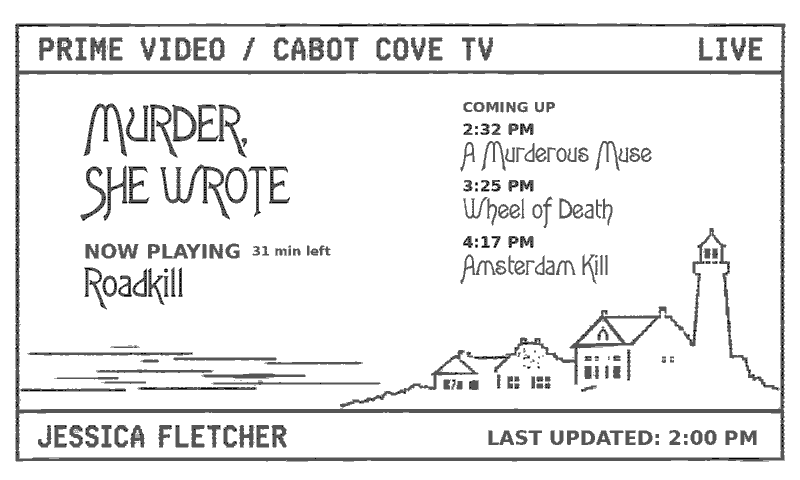 PRIME VIDEO / CABOT COVE TV
LIVE
MURDER,
SHE WROTE
NOW PLAYING 31 min left
Roadkill
COMING UP
2:32 PM
A Murderous Muse
3:25 PM
Wheel of Death
4:17 PM
Amsterdam Kill
JESSICA FLETCHER
LAST UPDATED: 2:00 PM